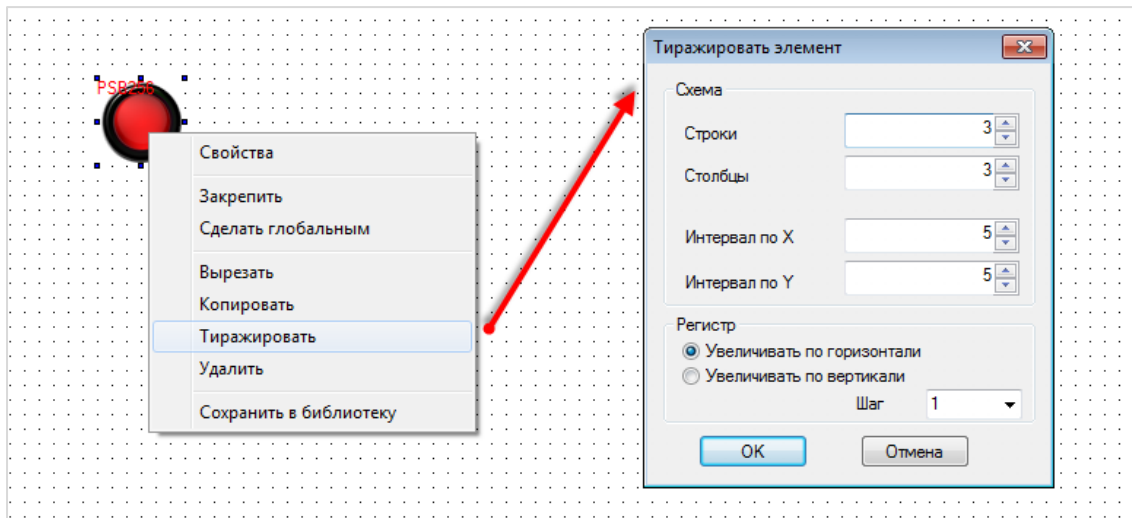 PSB256
Свойства
Закрепить
Сделать глобальным
Вырезать
Копировать
Тиражировать
Удалить
Сохранить в библиотеку
Тиражировать элемент
Схема
Строки 3
Столбцы 3
Интервал по X 5
Интервал по Y 5
Регистр
Увеличивать по горизонтали
Увеличивать по вертикали
Шаг 1
OK Отмена